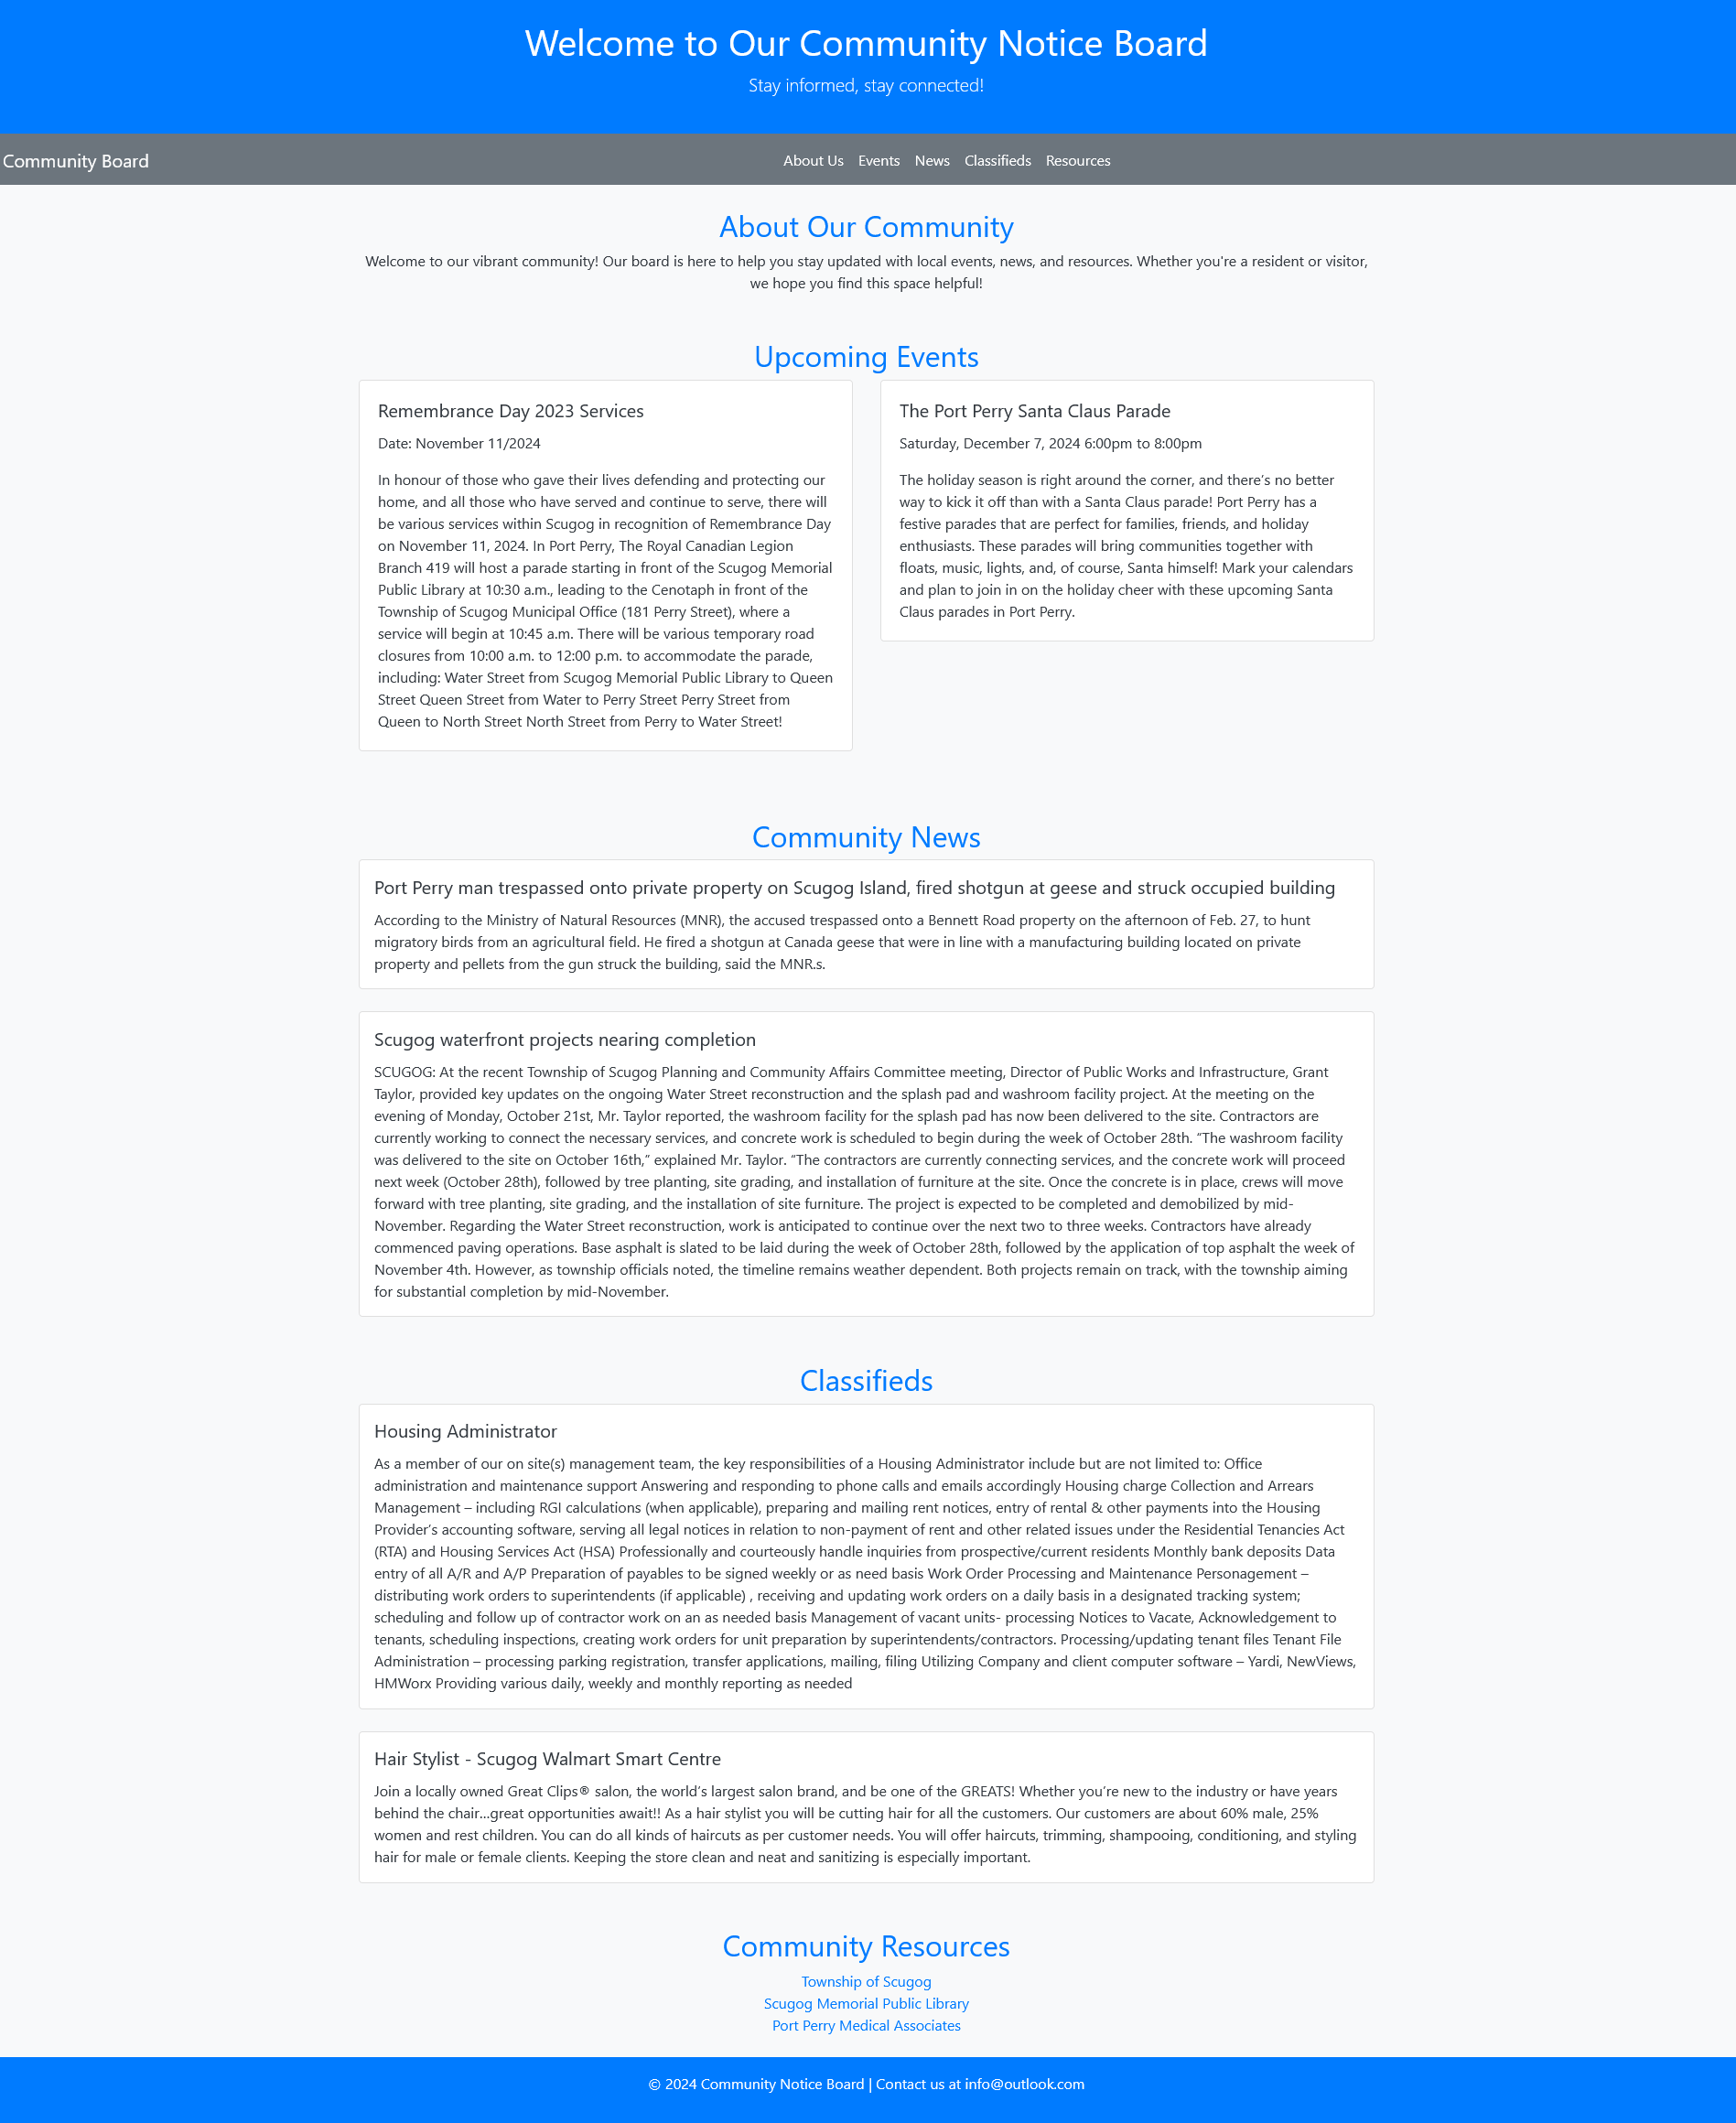 Welcome to Our Community Notice Board
Stay informed, stay connected!
Community Board
About Us Events News Classifieds Resources
About Our Community
Welcome to our vibrant community! Our board is here to help you stay updated with local events, news, and resources. Whether you're a resident or visitor,
we hope you find this space helpful!
Upcoming Events
Remembrance Day 2023 Services
Date: November 11/2024
In honour of those who gave their lives defending and protecting our
home, and all those who have served and continue to serve, there will
be various services within Scugog in recognition of Remembrance Day
on November 11, 2024. In Port Perry, The Royal Canadian Legion
Branch 419 will host a parade starting in front of the Scugog Memorial
Public Library at 10:30 a.m., leading to the Cenotaph in front of the
Township of Scugog Municipal Office (181 Perry Street), where a
service will begin at 10:45 a.m. There will be various temporary road
closures from 10:00 a.m. to 12:00 p.m. to accommodate the parade,
including: Water Street from Scugog Memorial Public Library to Queen
Street Queen Street from Water to Perry Street Perry Street from
Queen to North Street North Street from Perry to Water Street!
The Port Perry Santa Claus Parade
Saturday, December 7, 2024 6:00pm to 8:00pm
The holiday season is right around the corner, and there's no better
way to kick it off than with a Santa Claus parade! Port Perry has a
festive parades that are perfect for families, friends, and holiday
enthusiasts. These parades will bring communities together with
floats, music, lights, and, of course, Santa himself! Mark your calendars
and plan to join in on the holiday cheer with these upcoming Santa
Claus parades in Port Perry.
Community News
Port Perry man trespassed onto private property on Scugog Island, fired shotgun at geese and struck occupied building
According to the Ministry of Natural Resources (MNR), the accused trespassed onto a Bennett Road property on the afternoon of Feb. 27, to hunt
migratory birds from an agricultural field. He fired a shotgun at Canada geese that were in line with a manufacturing building located on private
property and pellets from the gun struck the building, said the MNR.s.
Scugog waterfront projects nearing completion
SCUGOG: At the recent Township of Scugog Planning and Community Affairs Committee meeting, Director of Public Works and Infrastructure, Grant
Taylor, provided key updates on the ongoing Water Street reconstruction and the splash pad and washroom facility project. At the meeting on the
evening of Monday, October 21st, Mr. Taylor reported, the washroom facility for the splash pad has now been delivered to the site. Contractors are
currently working to connect the necessary services, and concrete work is scheduled to begin during the week of October 28th. “The washroom facility
was delivered to the site on October 16th,” explained Mr. Taylor. “The contractors are currently connecting services, and the concrete work will proceed
next week (October 28th), followed by tree planting, site grading, and installation of furniture at the site. Once the concrete is in place, crews will move
forward with tree planting, site grading, and the installation of site furniture. The project is expected to be completed and demobilized by mid-
November. Regarding the Water Street reconstruction, work is anticipated to continue over the next two to three weeks. Contractors have already
commenced paving operations. Base asphalt is slated to be laid during the week of October 28th, followed by the application of top asphalt the week of
November 4th. However, as township officials noted, the timeline remains weather dependent. Both projects remain on track, with the township aiming
for substantial completion by mid-November.
Classifieds
Housing Administrator
As a member of our on site(s) management team, the key responsibilities of a Housing Administrator include but are not limited to: Office
administration and maintenance support Answering and responding to phone calls and emails accordingly Housing charge Collection and Arrears
Management – including RGI calculations (when applicable), preparing and mailing rent notices, entry of rental & other payments into the Housing
Provider's accounting software, serving all legal notices in relation to non-payment of rent and other related issues under the Residential Tenancies Act
(RTA) and Housing Services Act (HSA) Professionally and courteously handle inquiries from prospective/current residents Monthly bank deposits Data
entry of all A/R and A/P Preparation of payables to be signed weekly or as need basis Work Order Processing and Maintenance Personagement –
distributing work orders to superintendents (if applicable) , receiving and updating work orders on a daily basis in a designated tracking system;
scheduling and follow up of contractor work on an as needed basis Management of vacant units- processing Notices to Vacate, Acknowledgement to
tenants, scheduling inspections, creating work orders for unit preparation by superintendents/contractors. Processing/updating tenant files Tenant File
Administration – processing parking registration, transfer applications, mailing, filing Utilizing Company and client computer software – Yardi, NewViews,
HMWorx Providing various daily, weekly and monthly reporting as needed
Hair Stylist - Scugog Walmart Smart Centre
Join a locally owned Great Clips® salon, the world's largest salon brand, and be one of the GREATS! Whether you're new to the industry or have years
behind the chair...great opportunities await!! As a hair stylist you will be cutting hair for all the customers. Our customers are about 60% male, 25%
women and rest children. You can do all kinds of haircuts as per customer needs. You will offer haircuts, trimming, shampooing, conditioning, and styling
hair for male or female clients. Keeping the store clean and neat and sanitizing is especially important.
Community Resources
Township of Scugog
Scugog Memorial Public Library
Port Perry Medical Associates
© 2024 Community Notice Board | Contact us at info@outlook.com